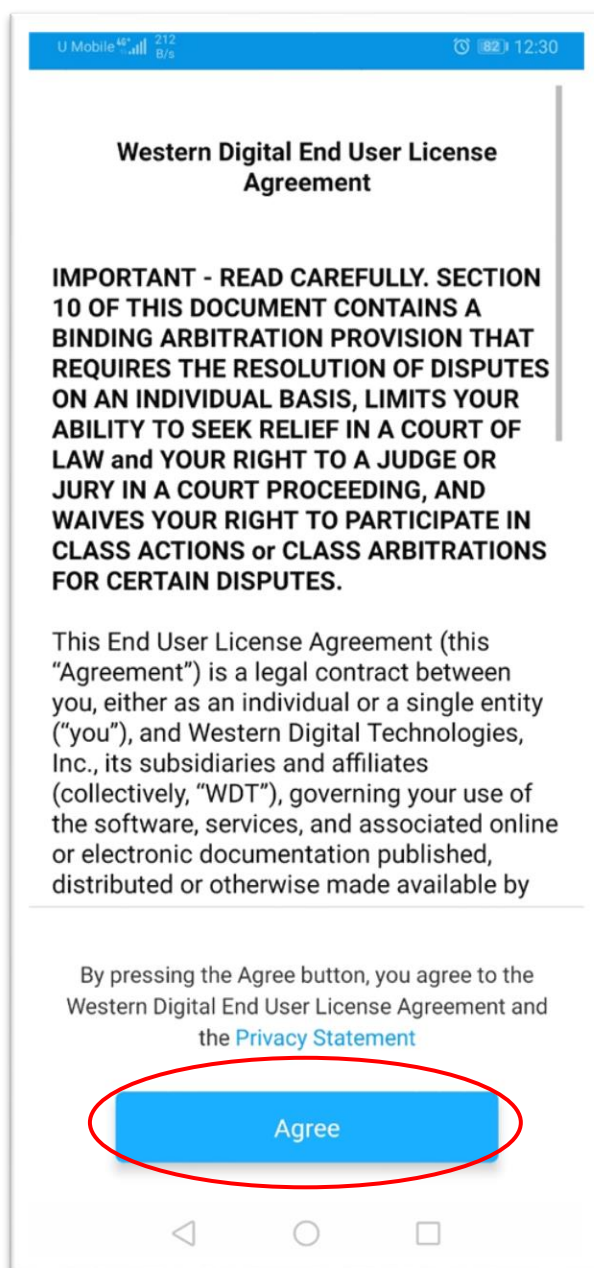 U Mobile 4G+ 212 B/s 82 12:30
Western Digital End User License
Agreement
IMPORTANT - READ CAREFULLY. SECTION
10 OF THIS DOCUMENT CONTAINS A
BINDING ARBITRATION PROVISION THAT
REQUIRES THE RESOLUTION OF DISPUTES
ON AN INDIVIDUAL BASIS, LIMITS YOUR
ABILITY TO SEEK RELIEF IN A COURT OF
LAW and YOUR RIGHT TO A JUDGE OR
JURY IN A COURT PROCEEDING, AND
WAIVES YOUR RIGHT TO PARTICIPATE IN
CLASS ACTIONS or CLASS ARBITRATIONS
FOR CERTAIN DISPUTES.
This End User License Agreement (this
“Agreement”) is a legal contract between
you, either as an individual or a single entity
(“you”), and Western Digital Technologies,
Inc., its subsidiaries and affiliates
(collectively, “WDT”), governing your use of
the software, services, and associated online
or electronic documentation published,
distributed or otherwise made available by
By pressing the Agree button, you agree to the
Western Digital End User License Agreement and
the Privacy Statement
Agree